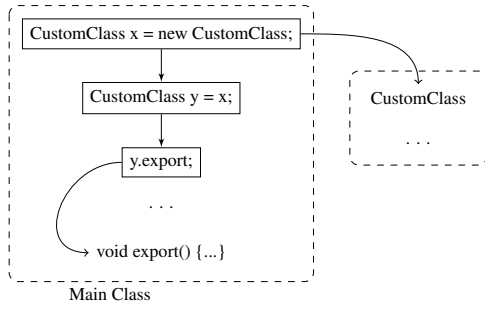 CustomClass x = new CustomClass;
CustomClass y = x;
CustomClass
. . .
y.export;
. . .
void export() {...}
Main Class